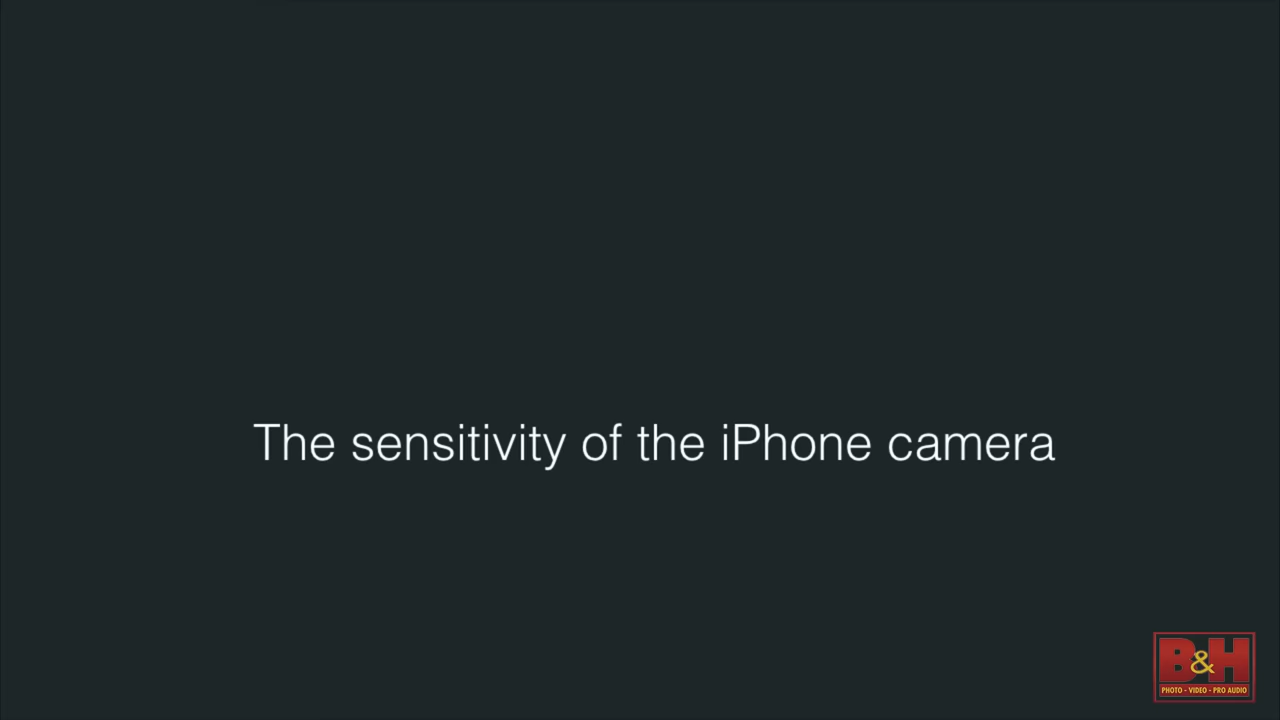 The sensitivity of the iPhone camera
B&H
PHOTO - VIDEO - PRO AUDIO